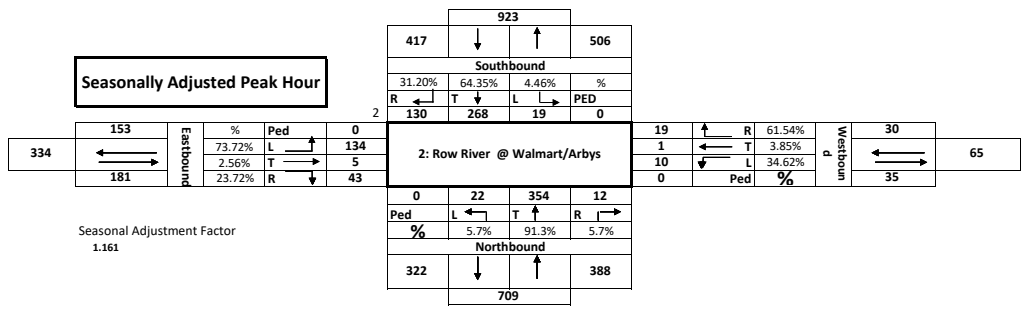 923
417 506
Southbound
31.20% 64.35% 4.46% %
R T L PED
2 130 268 19 0
Seasonally Adjusted Peak Hour
334
153
181
Eastbound
% Ped 0
73.72% L 134
2.56% T 5
23.72% R 43
2: Row River @ Walmart/Arbys
19 R 61.54%
1 T 3.85%
10 L 34.62%
0 Ped %
Westboun
d
30
35
65
0 22 354 12
Ped L T R
% 5.7% 91.3% 5.7%
Northbound
322 388
709
Seasonal Adjustment Factor
1.161